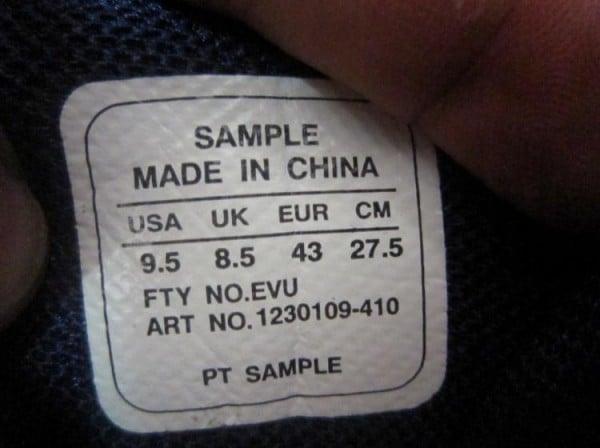 SAMPLE
MADE IN CHINA
USA UK EUR CM
9.5 8.5 43 27.5
FTY NO.EVU
ART NO.1230109-410
PT SAMPLE